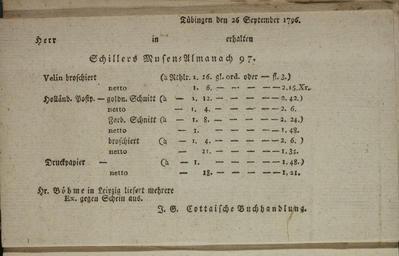 Tübingen den 26 September 1796.
Herr in erhalten
Schillers Musen-Almanach 97.
Velin broschiert (à Rthlr. 1. 16. gl. ord. oder — fl. 3.)
netto — 1. 6. — — — — 2.15.Xr.
Holländ. Postp. — goldn. Schnitt (à — 1. 12. — — — 2. 42.)
netto — 1. 4. — — — — 2. 6.
Farb. Schnitt (à — 1. 8. — — — — 2. 24.)
netto — 1. — — — — 1. 48.
broschiert (à — 1. 4. — — — — 2. 6. )
netto — 21. — — — — 1. 35.
Druckpapier — (à — 1. — — — — 1. 48.)
netto — 18. — — — — 1. 21.
Hr. Böhme in Leipzig liefert mehrere
Ex. gegen Schein aus.
J. G. Cottaische Buchhandlung.